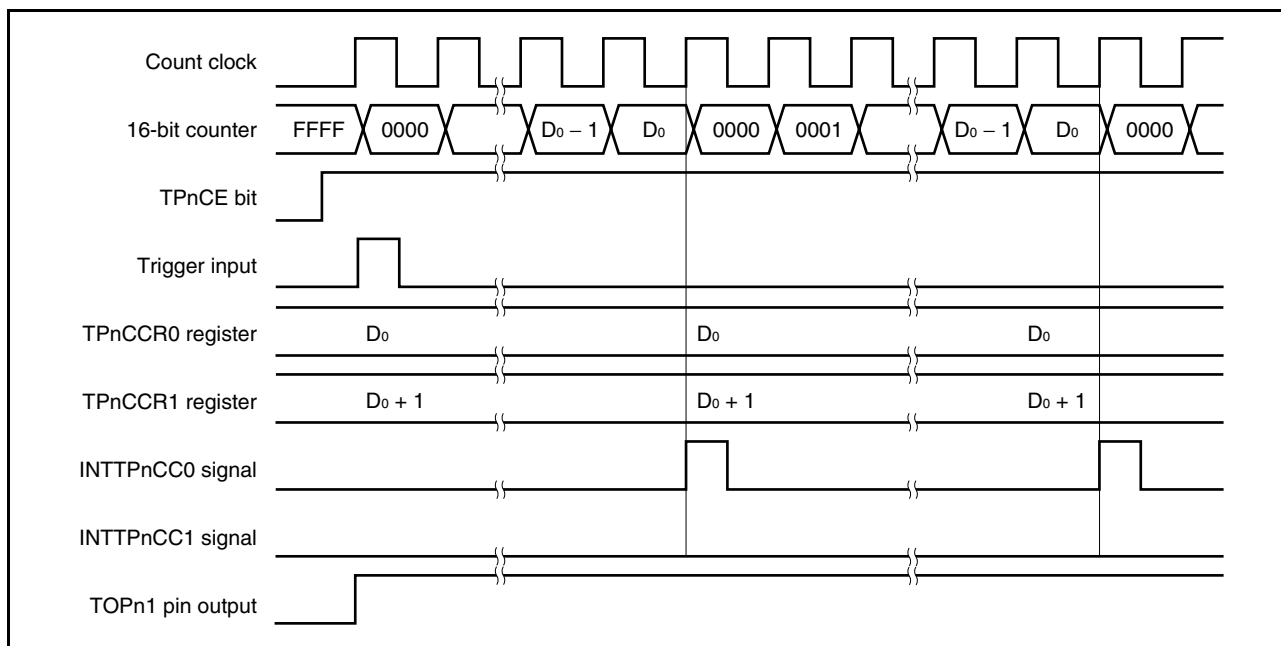 Count clock
16-bit counter FFFF 0000 D₀ − 1 D₀ 0000 0001 D₀ − 1 D₀ 0000
TPnCE bit
Trigger input
TPnCCR0 register D₀ D₀ D₀
TPnCCR1 register D₀ + 1 D₀ + 1 D₀ + 1
INTTPnCC0 signal
INTTPnCC1 signal
TOPn1 pin output